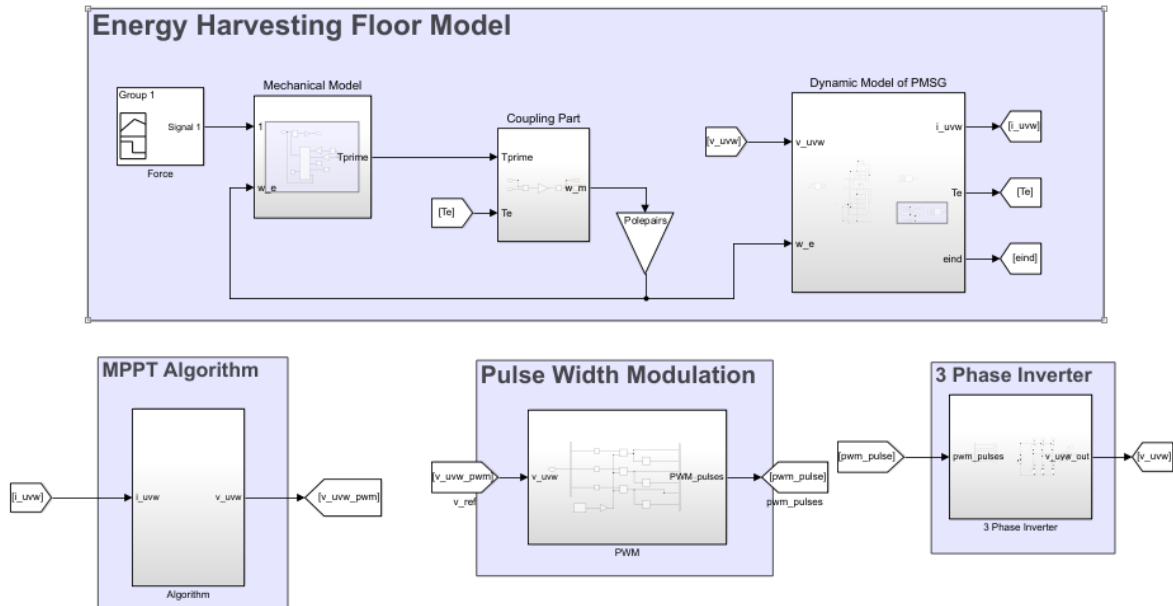 Energy Harvesting Floor Model
Mechanical Model
Dynamic Model of PMSG
Group 1
Signal 1
Force
1
w_e
Tprime
Coupling Part
Tprime
Te
w_m
[Te]
Polepairs
[v_uvw]
v_uvw
w_e
i_uvw
Te
eind
[i_uvw]
[Te]
[eind]
MPPT Algorithm
[i_uvw]
i_uvw
v_uvw
[v_uvw_pwm]
Algorithm
Pulse Width Modulation
[v_uvw_pwm]
v_ref
v_uvw
PWM_pulses
[pwm_pulse]
pwm_pulses
PWM
3 Phase Inverter
[pwm_pulse]
pwm_pulses
v_uyw_out
[v_uvw]
3 Phase Inverter